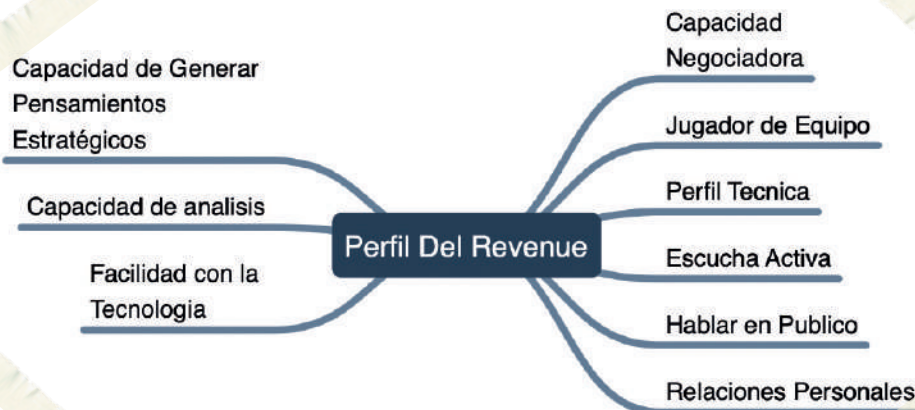 Capacidad de Generar
Pensamientos
Estratégicos
Capacidad de analisis
Facilidad con la
Tecnologia
Perfil Del Revenue
Capacidad
Negociadora
Jugador de Equipo
Perfil Tecnica
Escucha Activa
Hablar en Publico
Relaciones Personales